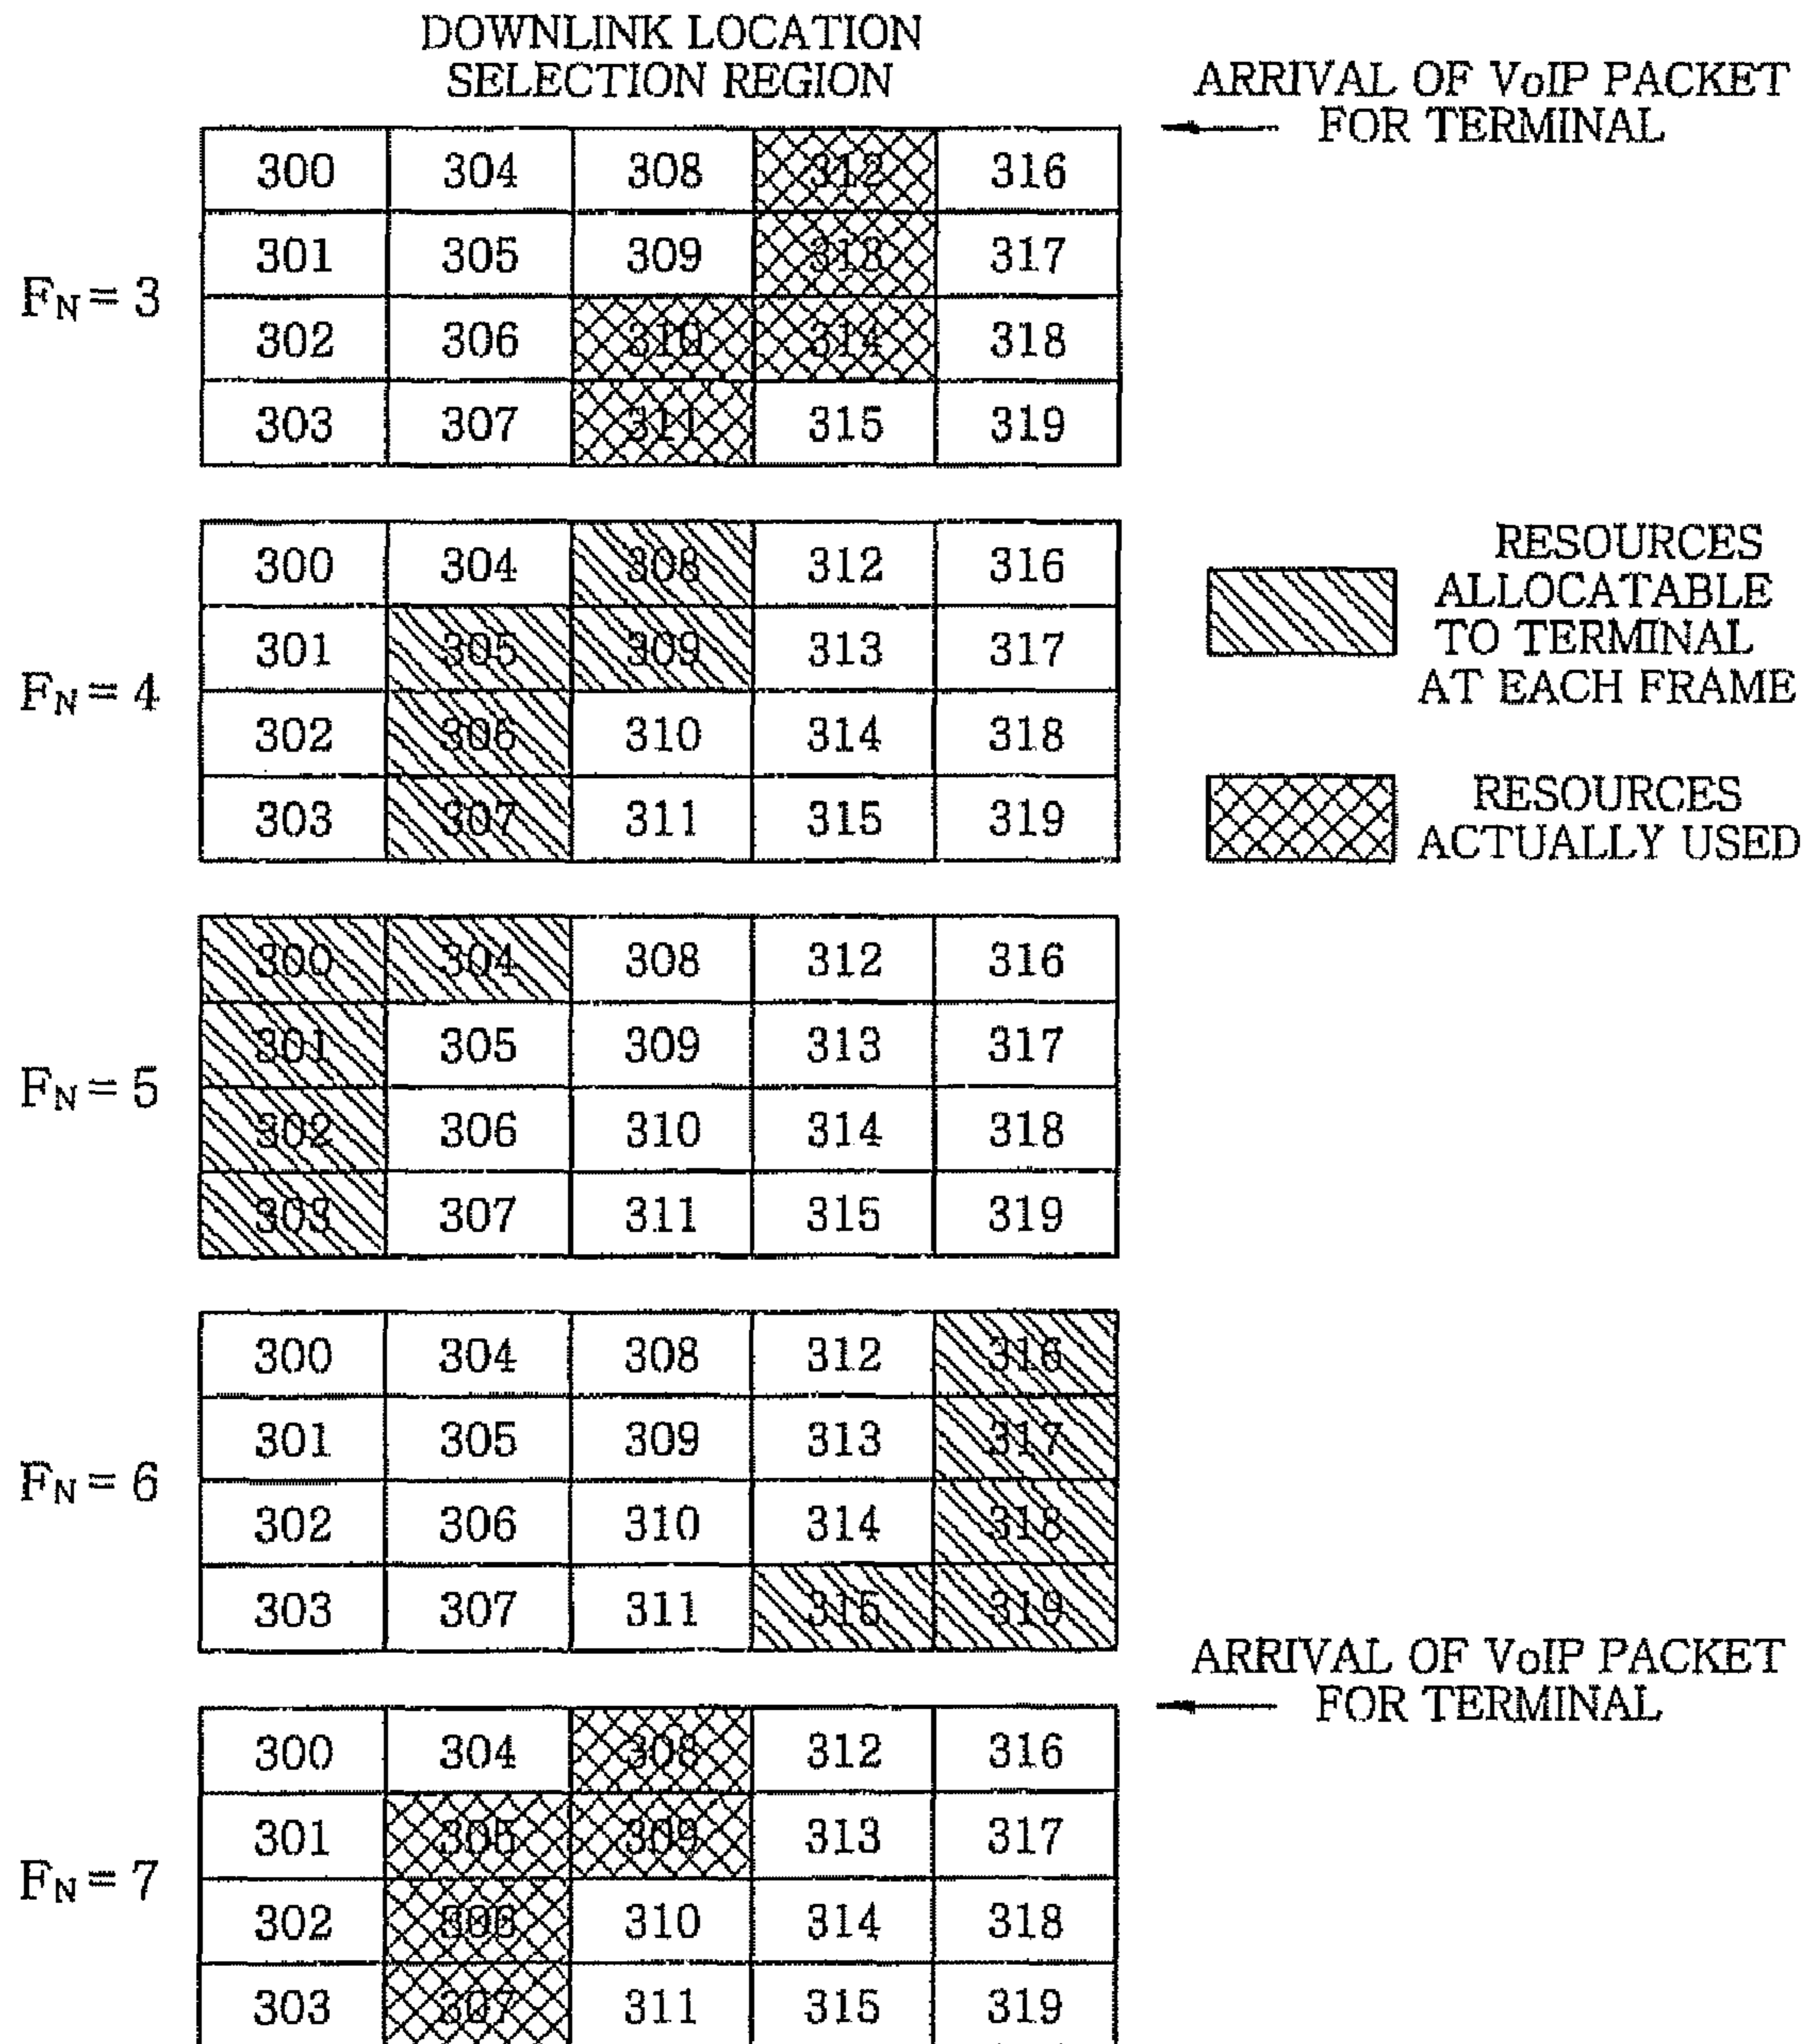 DOWNLINK LOCATION
SELECTION REGION
ARRIVAL OF VoIP PACKET
FOR TERMINAL
300 304 308 312 316
301 305 309 313 317
F_N = 3
302 306 310 314 318
303 307 311 315 319
300 304 308 312 316
301 305 309 313 317
F_N = 4
302 306 310 314 318
303 307 311 315 319
RESOURCES
ALLOCATABLE
TO TERMINAL
AT EACH FRAME
RESOURCES
ACTUALLY USED
300 304 308 312 316
301 305 309 313 317
F_N = 5
302 306 310 314 318
303 307 311 315 319
300 304 308 312 316
301 305 309 313 317
F_N = 6
302 306 310 314 318
303 307 311 315 319
ARRIVAL OF VoIP PACKET
FOR TERMINAL
300 304 308 312 316
301 305 309 313 317
F_N = 7
302 306 310 314 318
303 307 311 315 319